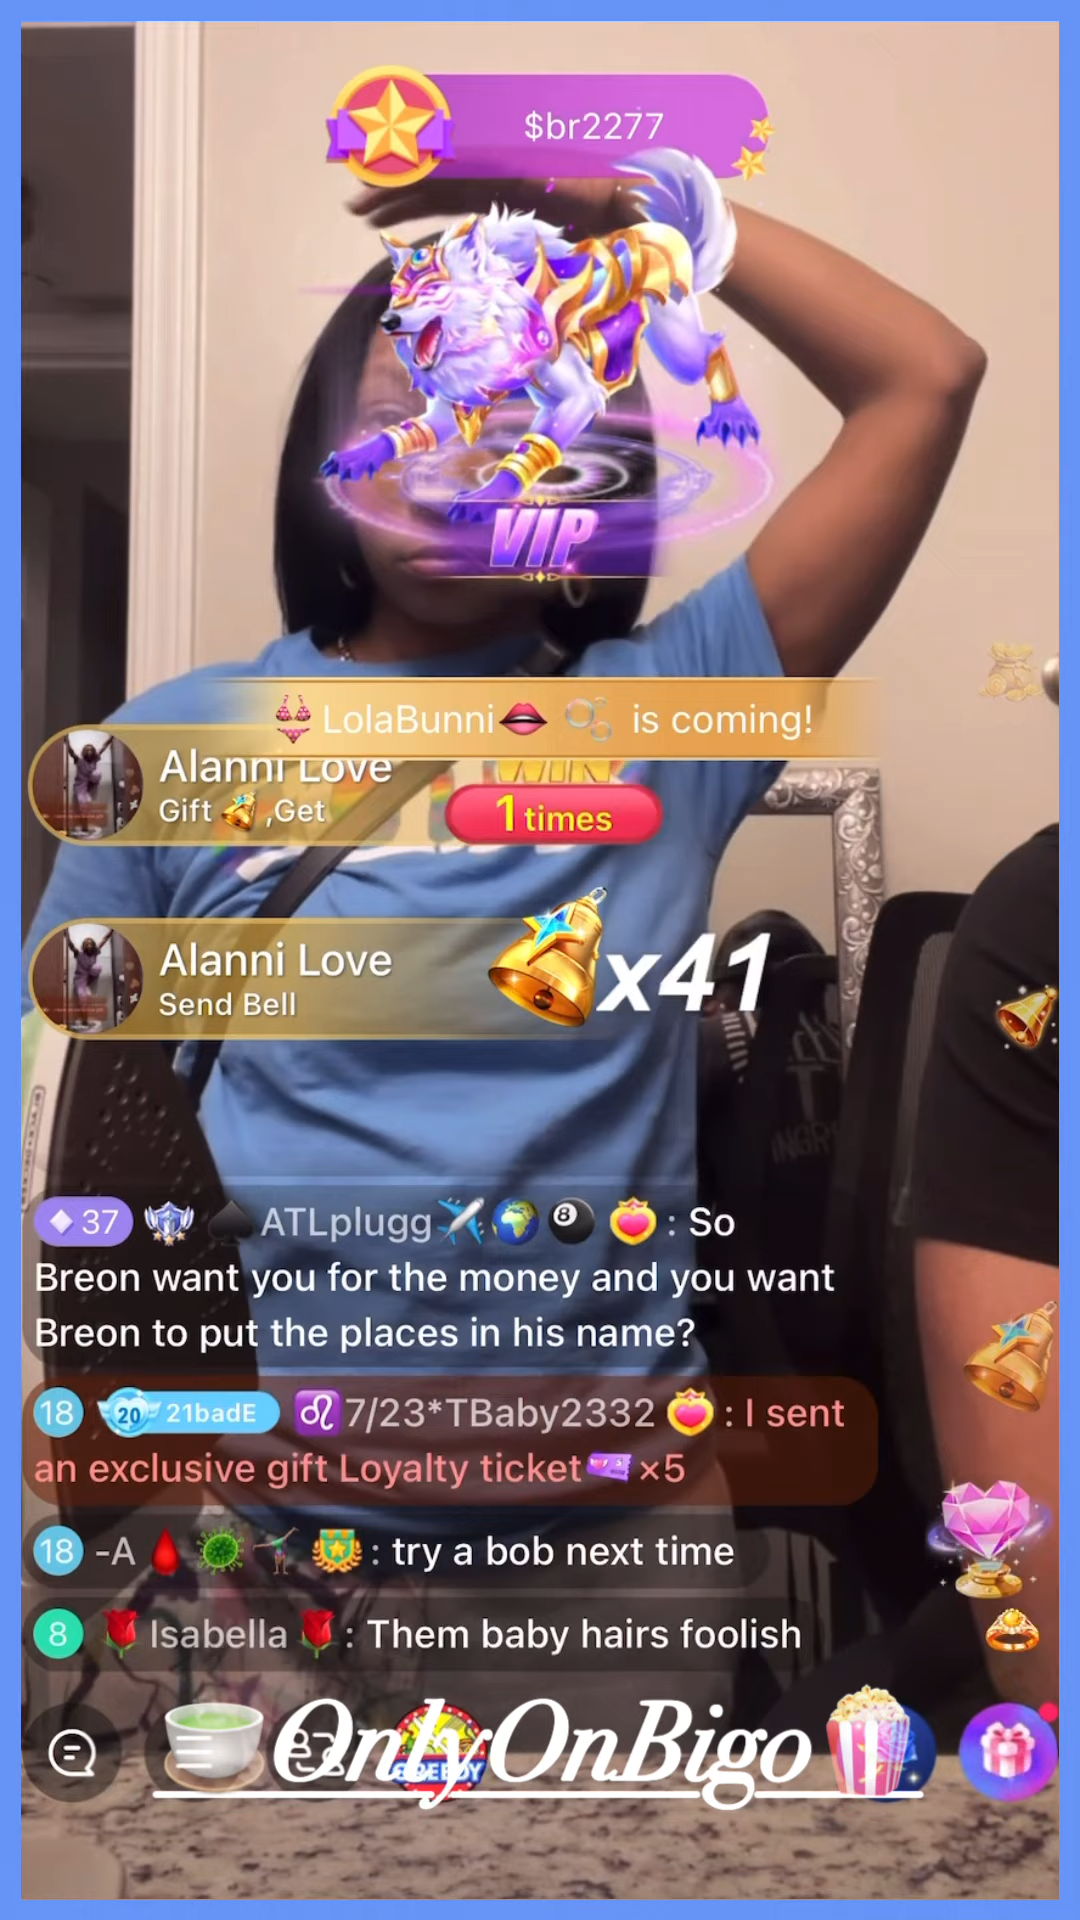 $br2277
VIP
👙LolaBunni👄🫧 is coming!
Alanni Love
WIN
Gift 🔔,Get
1 times
Alanni Love
Send Bell
x41
37 ♠️ATLplugg✈️🌍🎱 : So
Breon want you for the money and you want
Breon to put the places in his name?
18 20 21badE ♌7/23*TBaby2332 : I sent
an exclusive gift Loyalty ticket ×5
18 -A🩸🦠🤸 : try a bob next time
8 🌹Isabella🌹: Them baby hairs foolish
🍵OnlyOnBigo🍿
GREEDY